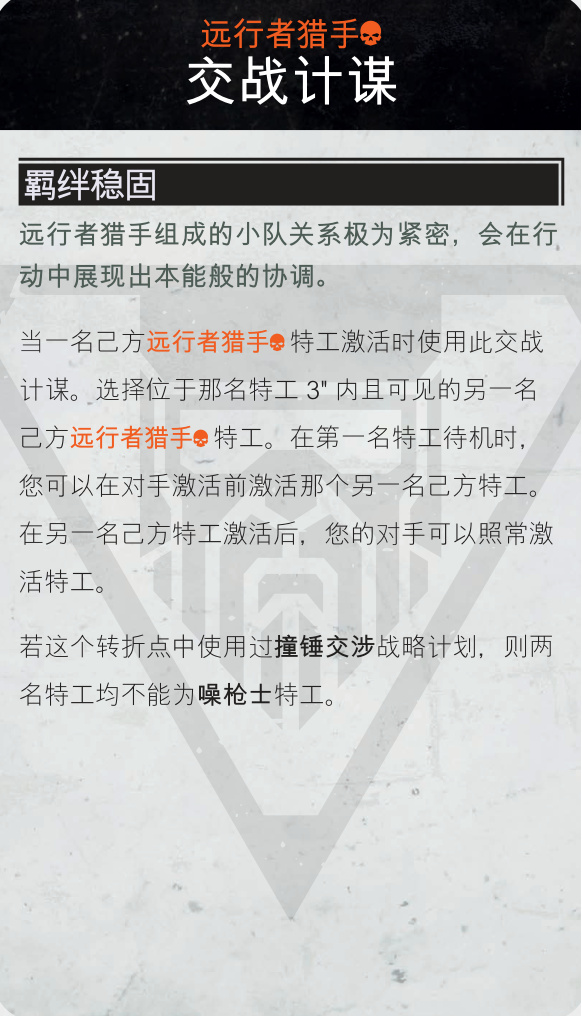 远行者猎手
交战计谋
羁绊稳固
远行者猎手组成的小队关系极为紧密，会在行
动中展现出本能般的协调。
当一名己方远行者猎手特工激活时使用此交战
计谋。选择位于那名特工 3" 内且可见的另一名
己方远行者猎手特工。在第一名特工待机时，
您可以在对手激活前激活那个另一名己方特工。
在另一名己方特工激活后，您的对手可以照常激
活特工。
若这个转折点中使用过撞锤交涉战略计划，则两
名特工均不能为噪枪士特工。